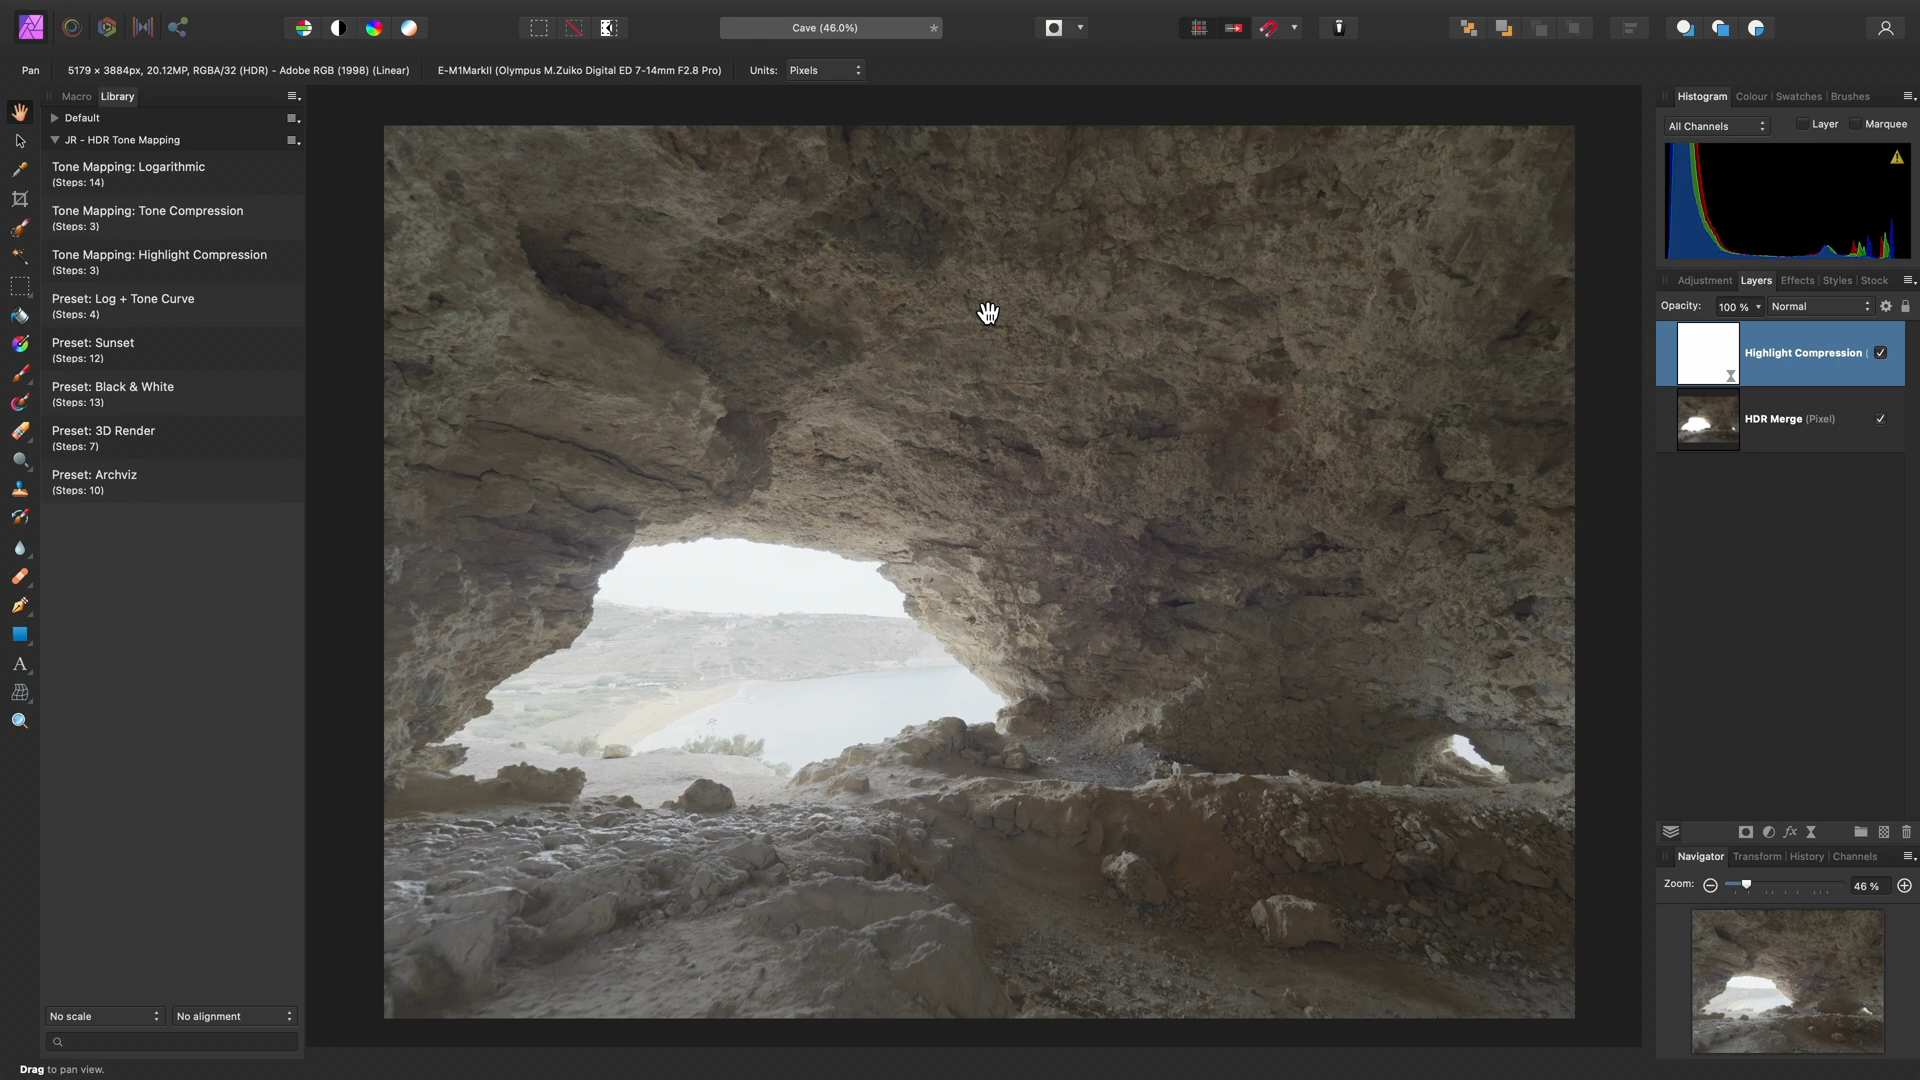 Cave (46.0%)
Pan
5179 × 3884px, 20.12MP, RGBA/32 (HDR) - Adobe RGB (1998) (Linear)
E-M1MarkII (Olympus M.Zuiko Digital ED 7-14mm F2.8 Pro)
Units:
Pixels
Macro
Library
Default
JR - HDR Tone Mapping
Tone Mapping: Logarithmic
(Steps: 14)
Tone Mapping: Tone Compression
(Steps: 3)
Tone Mapping: Highlight Compression
(Steps: 3)
Preset: Log + Tone Curve
(Steps: 4)
Preset: Sunset
(Steps: 12)
Preset: Black & White
(Steps: 13)
Preset: 3D Render
(Steps: 7)
Preset: Archviz
(Steps: 10)
No scale
No alignment
Drag to pan view.
Histogram
Colour
Swatches
Brushes
All Channels
Layer
Marquee
Adjustment
Layers
Effects
Styles
Stock
Opacity:
100 %
Normal
Highlight Compression (
HDR Merge (Pixel)
fx
Navigator
Transform
History
Channels
Zoom:
46 %